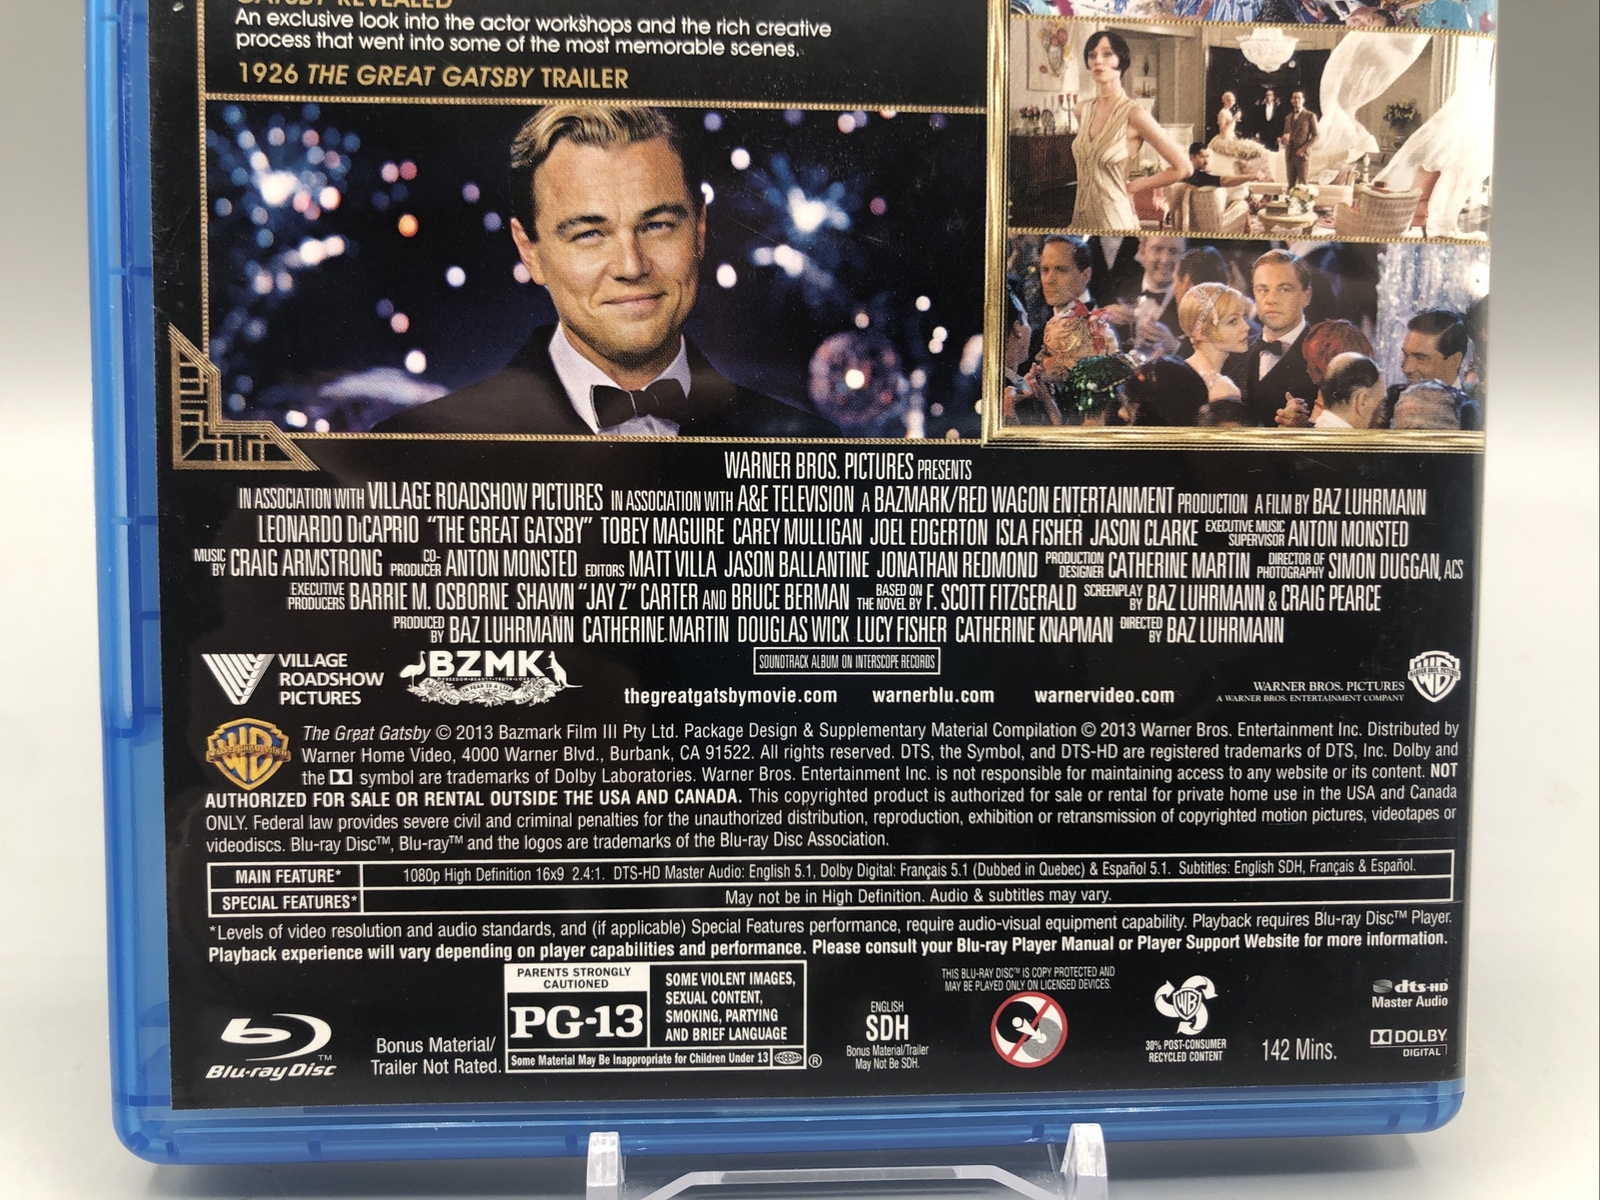 GATSBY REVEALED
An exclusive look into the actor workshops and the rich creative
process that went into some of the most memorable scenes.
1926 THE GREAT GATSBY TRAILER
WARNER BROS. PICTURES PRESENTS
IN ASSOCIATION WITH VILLAGE ROADSHOW PICTURES IN ASSOCIATION WITH A&E TELEVISION A BAZMARK/RED WAGON ENTERTAINMENT PRODUCTION A FILM BY BAZ LUHRMANN
LEONARDO DiCAPRIO "THE GREAT GATSBY" TOBEY MAGUIRE CAREY MULLIGAN JOEL EDGERTON ISLA FISHER JASON CLARKE EXECUTIVE MUSIC SUPERVISOR ANTON MONSTED
MUSIC BY CRAIG ARMSTRONG CO-PRODUCER ANTON MONSTED EDITORS MATT VILLA JASON BALLANTINE JONATHAN REDMOND PRODUCTION DESIGNER CATHERINE MARTIN DIRECTOR OF PHOTOGRAPHY SIMON DUGGAN, ACS
EXECUTIVE PRODUCERS BARRIE M. OSBORNE SHAWN "JAY Z" CARTER AND BRUCE BERMAN BASED ON THE NOVEL BY F. SCOTT FITZGERALD SCREENPLAY BY BAZ LUHRMANN & CRAIG PEARCE
PRODUCED BY BAZ LUHRMANN CATHERINE MARTIN DOUGLAS WICK LUCY FISHER CATHERINE KNAPMAN DIRECTED BY BAZ LUHRMANN
VILLAGE
ROADSHOW
PICTURES
BZMK
SOUNDTRACK ALBUM ON INTERSCOPE RECORDS
thegreatgatsbymovie.com warnerblu.com warnervideo.com
WARNER BROS. PICTURES
A WARNER BROS. ENTERTAINMENT COMPANY
The Great Gatsby © 2013 Bazmark Film III Pty Ltd. Package Design & Supplementary Material Compilation © 2013 Warner Bros. Entertainment Inc. Distributed by
Warner Home Video, 4000 Warner Blvd., Burbank, CA 91522. All rights reserved. DTS, the Symbol, and DTS-HD are registered trademarks of DTS, Inc. Dolby and
the symbol are trademarks of Dolby Laboratories. Warner Bros. Entertainment Inc. is not responsible for maintaining access to any website or its content. NOT
AUTHORIZED FOR SALE OR RENTAL OUTSIDE THE USA AND CANADA. This copyrighted product is authorized for sale or rental for private home use in the USA and Canada
ONLY. Federal law provides severe civil and criminal penalties for the unauthorized distribution, reproduction, exhibition or retransmission of copyrighted motion pictures, videotapes or
videodiscs. Blu-ray Disc™, Blu-ray™ and the logos are trademarks of the Blu-ray Disc Association.
MAIN FEATURE* 1080p High Definition 16x9 2.4:1. DTS-HD Master Audio: English 5.1, Dolby Digital: Français 5.1 (Dubbed in Quebec) & Español 5.1. Subtitles: English SDH, Français & Español.
SPECIAL FEATURES* May not be in High Definition. Audio & subtitles may vary.
*Levels of video resolution and audio standards, and (if applicable) Special Features performance, require audio-visual equipment capability. Playback requires Blu-ray Disc™ Player.
Playback experience will vary depending on player capabilities and performance. Please consult your Blu-ray Player Manual or Player Support Website for more information.
Blu-ray Disc™
Bonus Material/
Trailer Not Rated.
PARENTS STRONGLY
CAUTIONED
PG-13
SOME VIOLENT IMAGES,
SEXUAL CONTENT,
SMOKING, PARTYING
AND BRIEF LANGUAGE
Some Material May Be Inappropriate for Children Under 13 ®
ENGLISH
SDH
Bonus Material/Trailer
May Not Be SDH.
THIS BLU-RAY DISC™ IS COPY PROTECTED AND
MAY BE PLAYED ONLY ON LICENSED DEVICES.
30% POST-CONSUMER
RECYCLED CONTENT
142 Mins.
dts-HD
Master Audio
DOLBY
DIGITAL